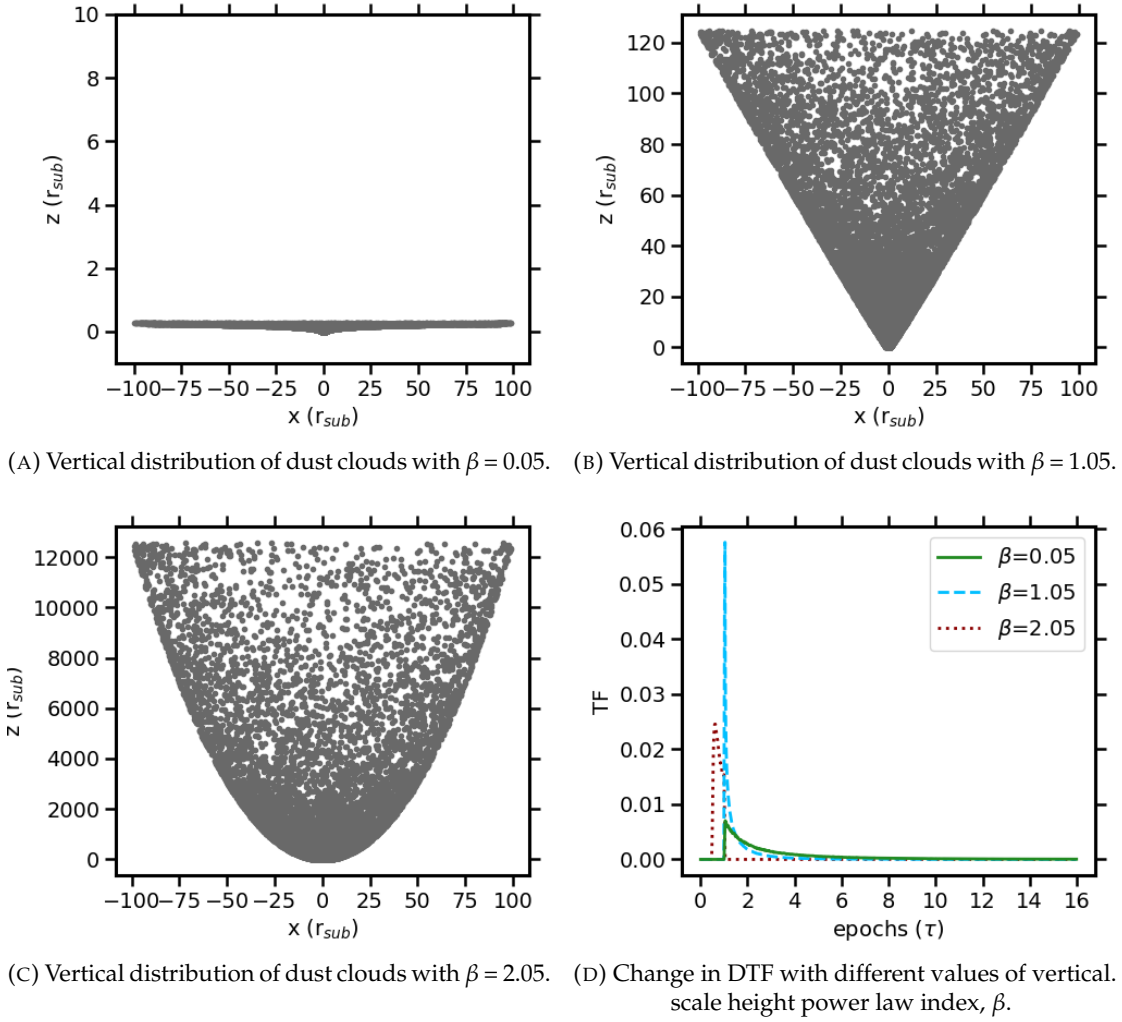 10
8
6
4
2
0
z (r_sub)
−100 −75 −50 −25 0 25 50 75 100
x (r_sub)
(A) Vertical distribution of dust clouds with β = 0.05.
120
100
80
60
40
20
0
z (r_sub)
−100 −75 −50 −25 0 25 50 75 100
x (r_sub)
(B) Vertical distribution of dust clouds with β = 1.05.
12000
10000
8000
6000
4000
2000
0
z (r_sub)
−100 −75 −50 −25 0 25 50 75 100
x (r_sub)
(C) Vertical distribution of dust clouds with β = 2.05.
0.06
0.05
0.04
0.03
0.02
0.01
0.00
TF
β=0.05
β=1.05
β=2.05
0 2 4 6 8 10 12 14 16
epochs (τ)
(D) Change in DTF with different values of vertical.
scale height power law index, β.